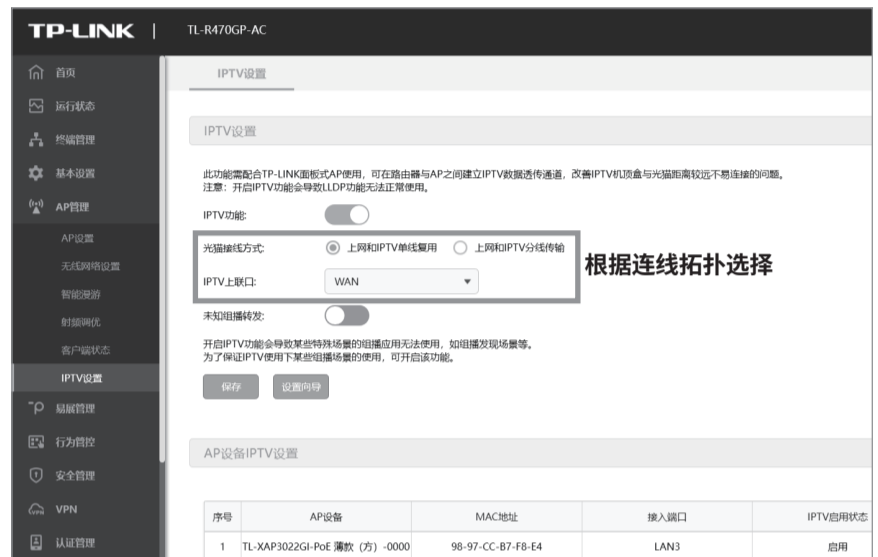 TP-LINK | TL-R470GP-AC
首页
运行状态
终端管理
基本设置
AP管理
AP设置
无线网络设置
智能漫游
射频调优
客户端状态
IPTV设置
易展管理
行为管控
安全管理
VPN
认证管理
IPTV设置
IPTV设置
此功能需配合TP-LINK面板式AP使用，可在路由器与AP之间建立IPTV数据透传通道，改善IPTV机顶盒与光猫距离较远不易连接的问题。
注意：开启IPTV功能会导致LLDP功能无法正常使用。
IPTV功能:
光猫接线方式: 上网和IPTV单线复用 上网和IPTV分线传输
IPTV上联口: WAN
根据连线拓扑选择
未知组播转发:
开启IPTV功能会导致某些特殊场景的组播应用无法使用，如组播发现场景等。
为了保证IPTV使用下某些组播场景的使用，可开启该功能。
保存 设置向导
AP设备IPTV设置
序号 AP设备 MAC地址 接入端口 IPTV启用状态
1 TL-XAP3022GI-PoE 薄款（方）-0000 98-97-CC-B7-F8-E4 LAN3 启用